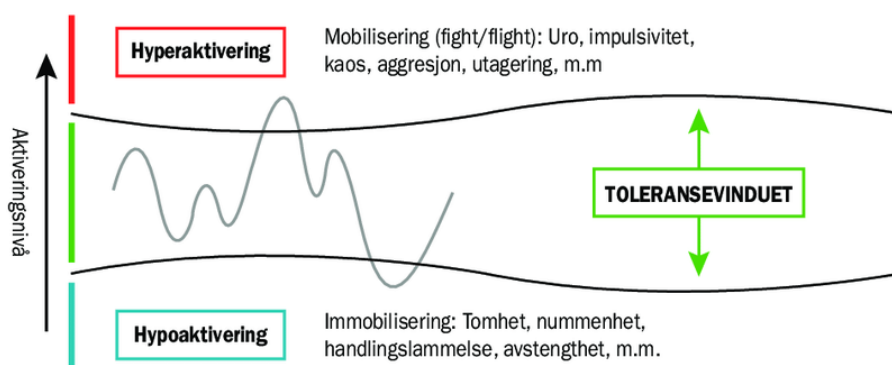 Hyperaktivering
Mobilisering (fight/flight): Uro, impulsivitet,
kaos, aggresjon, utagering, m.m
Aktiveringsnivå
TOLERANSEVINDUET
Hypoaktivering
Immobilisering: Tomhet, nummenhet,
handlingslammelse, avstengthet, m.m.